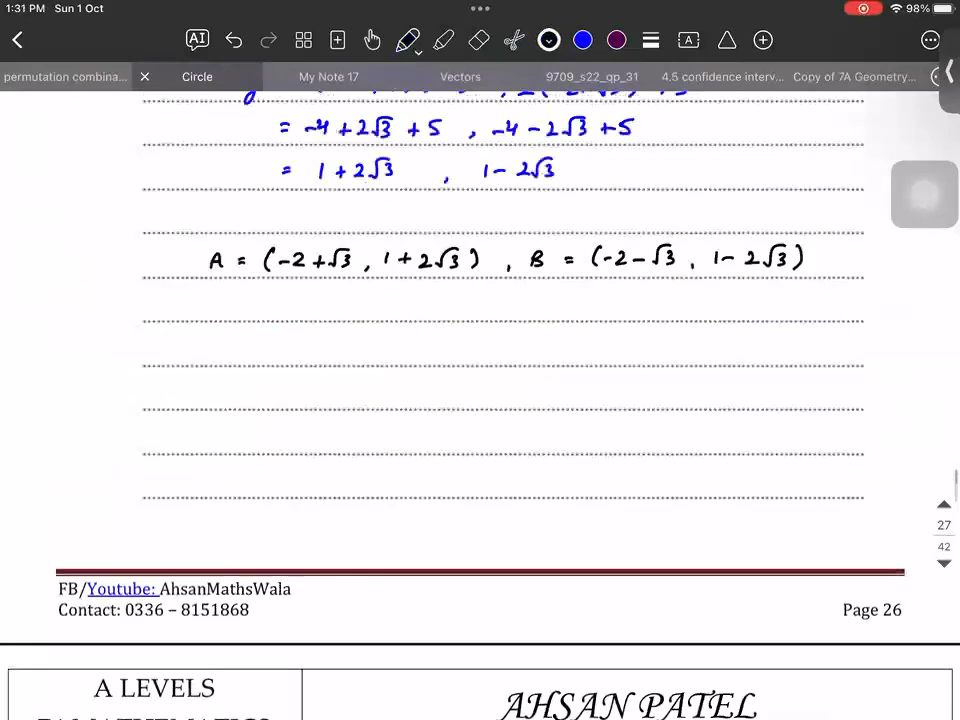 1:31 PM Sun 1 Oct 98%
AI A
permutation combina... Circle My Note 17 Vectors 9709_s22_qp_31 4.5 confidence interv... Copy of 7A Geometry...
= -4 + 2√3 + 5 , -4 - 2√3 + 5
= 1 + 2√3 , 1 - 2√3
A = (-2 + √3 , 1 + 2√3) , B = (-2 - √3 , 1 - 2√3)
27
42
FB/Youtube: AhsanMathsWala
Contact: 0336 – 8151868 Page 26
A LEVELS
AHSAN PATEL